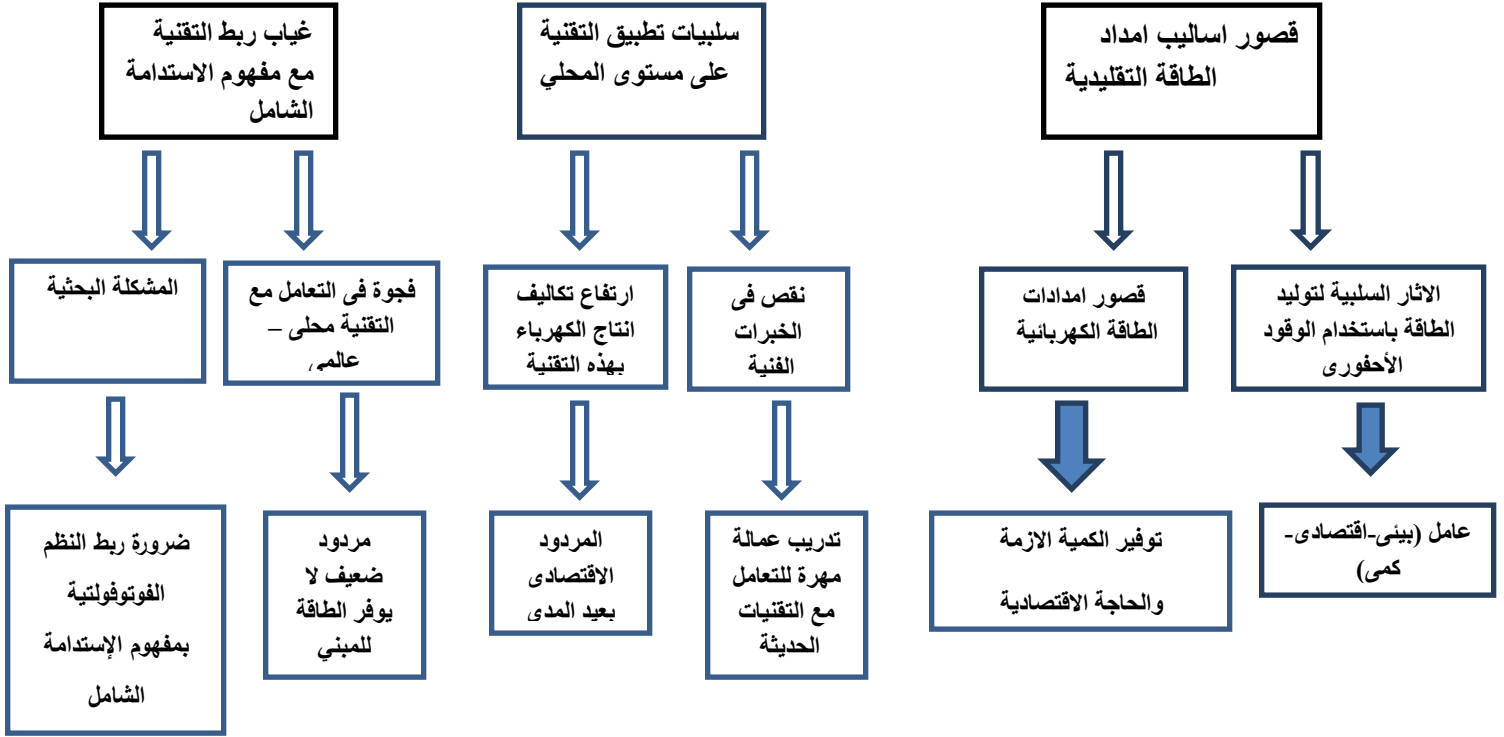 قصور اساليب امداد
الطاقة التقليدية
سلبيات تطبيق التقنية
على مستوى المحلي
غياب ربط التقنية
مع مفهوم الاستدامة
الشامل
الاثار السلبية لتوليد
الطاقة باستخدام الوقود
الأحفورى
قصور امدادات
الطاقة الكهربائية
نقص فى
الخبرات
الفنية
ارتفاع تكاليف
انتاج الكهرباء
بهذه التقنية
فجوة فى التعامل مع
التقنية محلى –
عالمى
المشكلة البحثية
عامل (بيئى-اقتصادى-
كمى)
توفير الكمية الازمة
والحاجة الاقتصادية
تدريب عمالة
مهرة للتعامل
مع التقنيات
الحديثة
المردود
الاقتصادى
بعيد المدى
مردود
ضعيف لا
يوفر الطاقة
للمبني
ضرورة ربط النظم
الفوتوفولتية
بمفهوم الإستدامة
الشامل